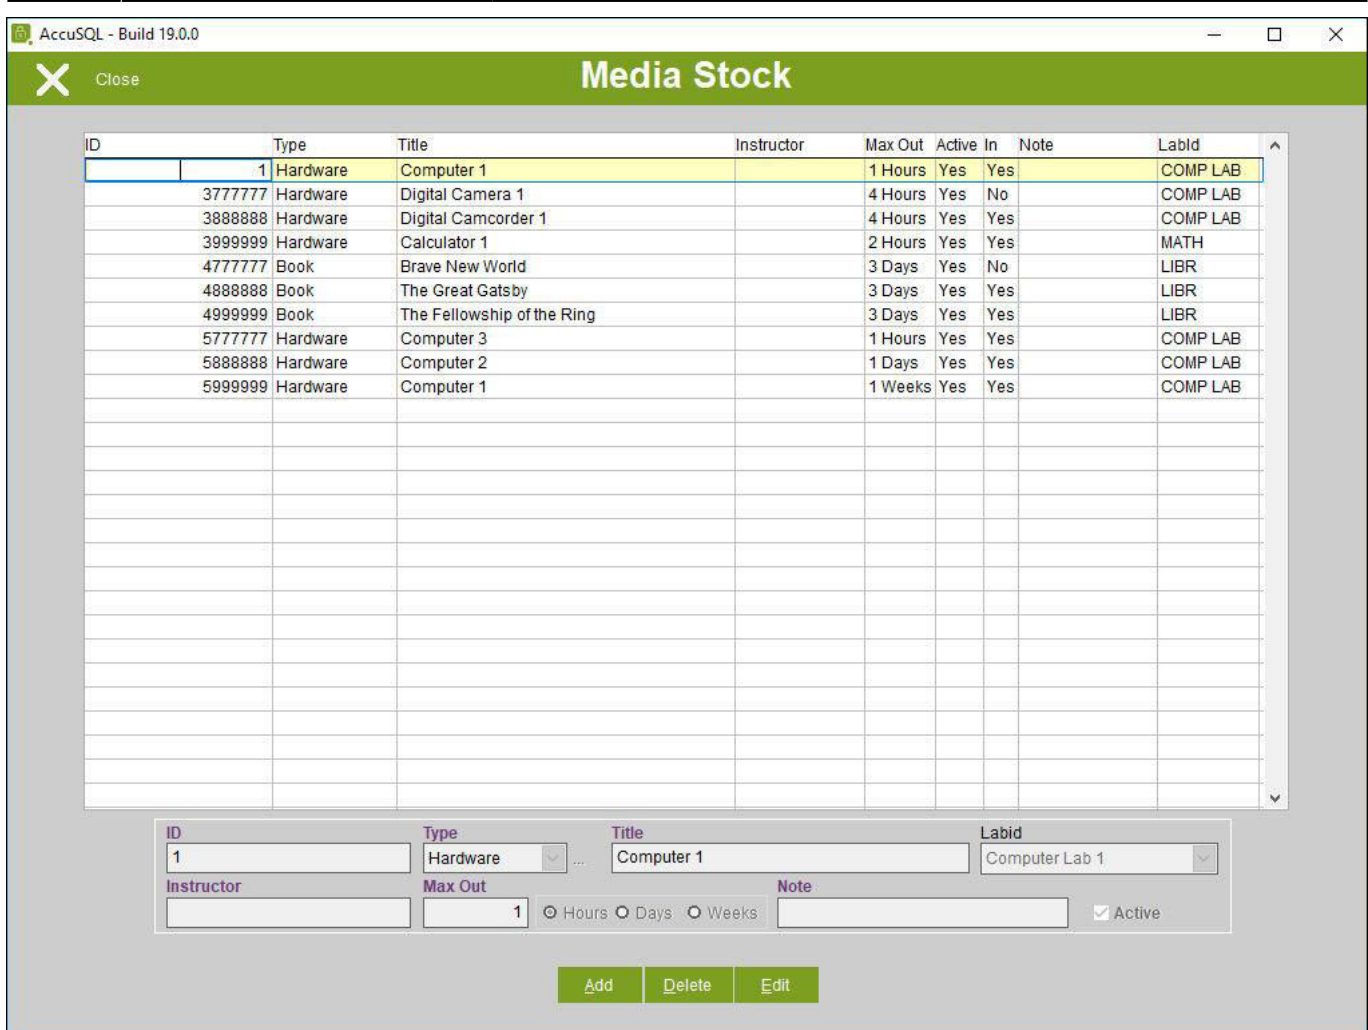 AccuSQL - Build 19.0.0
Close Media Stock
ID Type Title Instructor Max Out Active In Note LabId
1 Hardware Computer 1 1 Hours Yes Yes COMP LAB
3777777 Hardware Digital Camera 1 4 Hours Yes No COMP LAB
3888888 Hardware Digital Camcorder 1 4 Hours Yes Yes COMP LAB
3999999 Hardware Calculator 1 2 Hours Yes Yes MATH
4777777 Book Brave New World 3 Days Yes No LIBR
4888888 Book The Great Gatsby 3 Days Yes Yes LIBR
4999999 Book The Fellowship of the Ring 3 Days Yes Yes LIBR
5777777 Hardware Computer 3 1 Hours Yes Yes COMP LAB
5888888 Hardware Computer 2 1 Days Yes Yes COMP LAB
5999999 Hardware Computer 1 1 Weeks Yes Yes COMP LAB
ID Type Title Labid
1 Hardware ... Computer 1 Computer Lab 1
Instructor Max Out Note
1 Hours Days Weeks Active
Add Delete Edit